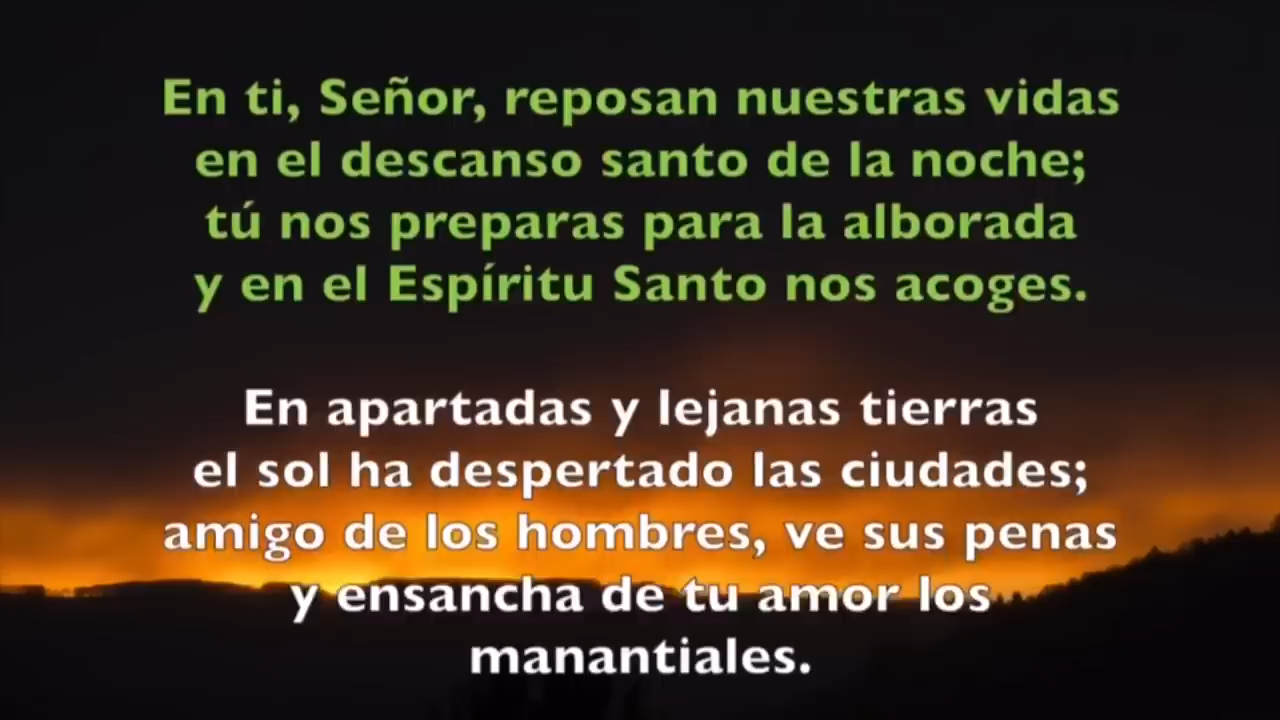 En ti, Señor, reposan nuestras vidas
en el descanso santo de la noche;
tú nos preparas para la alborada
y en el Espíritu Santo nos acoges.
En apartadas y lejanas tierras
el sol ha despertado las ciudades;
amigo de los hombres, ve sus penas
y ensancha de tu amor los
manantiales.